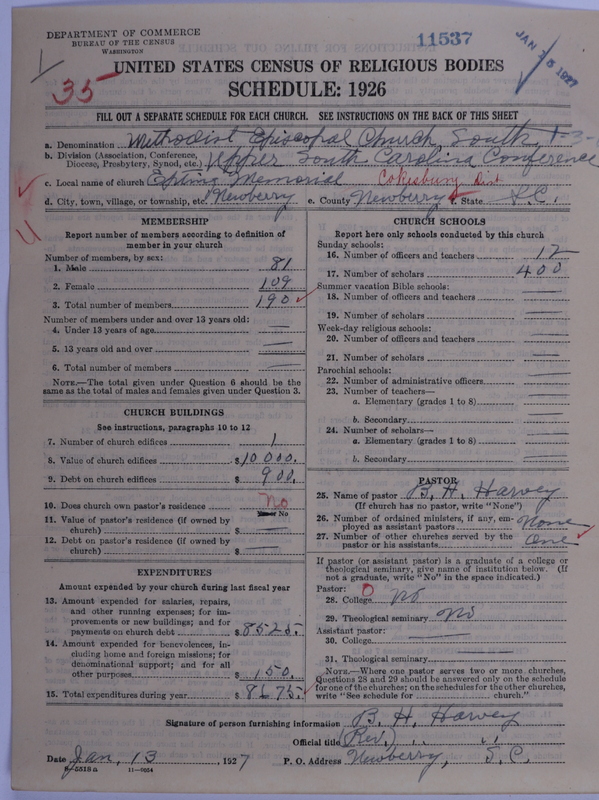 DEPARTMENT OF COMMERCE
BUREAU OF THE CENSUS
WASHINGTON
11537
JAN 15 1927
35
UNITED STATES CENSUS OF RELIGIOUS BODIES
SCHEDULE: 1926
FILL OUT A SEPARATE SCHEDULE FOR EACH CHURCH. SEE INSTRUCTIONS ON THE BACK OF THIS SHEET
a. Denomination Methodist Episcopal Church South, 1-3-
b. Division (Association, Conference, Diocese, Presbytery, Synod, etc.) Upper South Carolina Conference
c. Local name of church Epting Memorial Cokesbury Dist
d. City, town, village, or township, etc. Newberry e. County Newberry f. State S.C.
MEMBERSHIP
Report number of members according to definition of
member in your church
Number of members, by sex:
1. Male 81
2. Female 109
3. Total number of members 190
Number of members under and over 13 years old:
4. Under 13 years of age —
5. 13 years old and over —
6. Total number of members —
NOTE.—The total given under Question 6 should be the
same as the total of males and females given under Question 3.
CHURCH BUILDINGS
See instructions, paragraphs 10 to 12
7. Number of church edifices 1
8. Value of church edifices $10000.
9. Debt on church edifices $900.
10. Does church own pastor's residence No
Yes or No
11. Value of pastor's residence (if owned by
church) $ —
12. Debt on pastor's residence (if owned by
church) $ —
EXPENDITURES
Amount expended by your church during last fiscal year
13. Amount expended for salaries, repairs,
and other running expenses; for im-
provements or new buildings; and for
payments on church debt $8525.
14. Amount expended for benevolences, in-
cluding home and foreign missions; for
denominational support; and for all
other purposes $150.
15. Total expenditures during year $8675.
CHURCH SCHOOLS
Report here only schools conducted by this church
Sunday schools:
16. Number of officers and teachers 12
17. Number of scholars 400
Summer vacation Bible schools:
18. Number of officers and teachers —
19. Number of scholars —
Week-day religious schools:
20. Number of officers and teachers —
21. Number of scholars —
Parochial schools:
22. Number of administrative officers —
23. Number of teachers—
a. Elementary (grades 1 to 8) —
b. Secondary —
24. Number of scholars—
a. Elementary (grades 1 to 8) —
b. Secondary —
PASTOR
25. Name of pastor B. H. Harvey
(If church has no pastor, write "None")
26. Number of ordained ministers, if any, em-
ployed as assistant pastors None
27. Number of other churches served by the
pastor or his assistants One
If pastor (or assistant pastor) is a graduate of a college or
theological seminary, give name of institution below. (If
not a graduate, write "No" in the space indicated.)
Pastor: 0
28. College No
29. Theological seminary No
Assistant pastor:
30. College —
31. Theological seminary —
NOTE.—Where one pastor serves two or more churches,
Questions 28 and 29 should be answered only on the schedule
for one of the churches; on the schedules for the other churches,
write "See schedule for church."
Signature of person furnishing information B. H. Harvey
Official title (Rev.) " "
Date Jan, 13, 1927 P. O. Address Newberry, S.C.
8-5518 a 11-9054